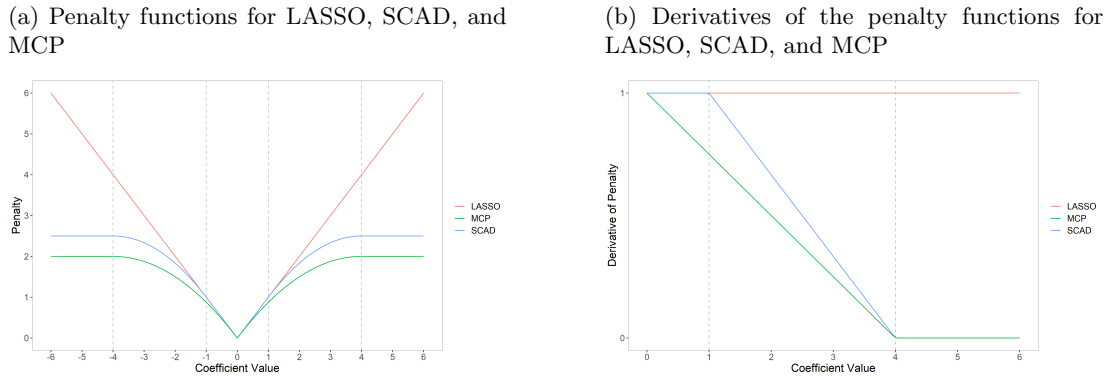 (a) Penalty functions for LASSO, SCAD, and
MCP
6
5
4
3
2
1
0
Penalty
-6 -5 -4 -3 -2 -1 0 1 2 3 4 5 6
Coefficient Value
LASSO
MCP
SCAD
(b) Derivatives of the penalty functions for
LASSO, SCAD, and MCP
1
0
Derivative of Penalty
0 1 2 3 4 5 6
Coefficient Value
LASSO
MCP
SCAD